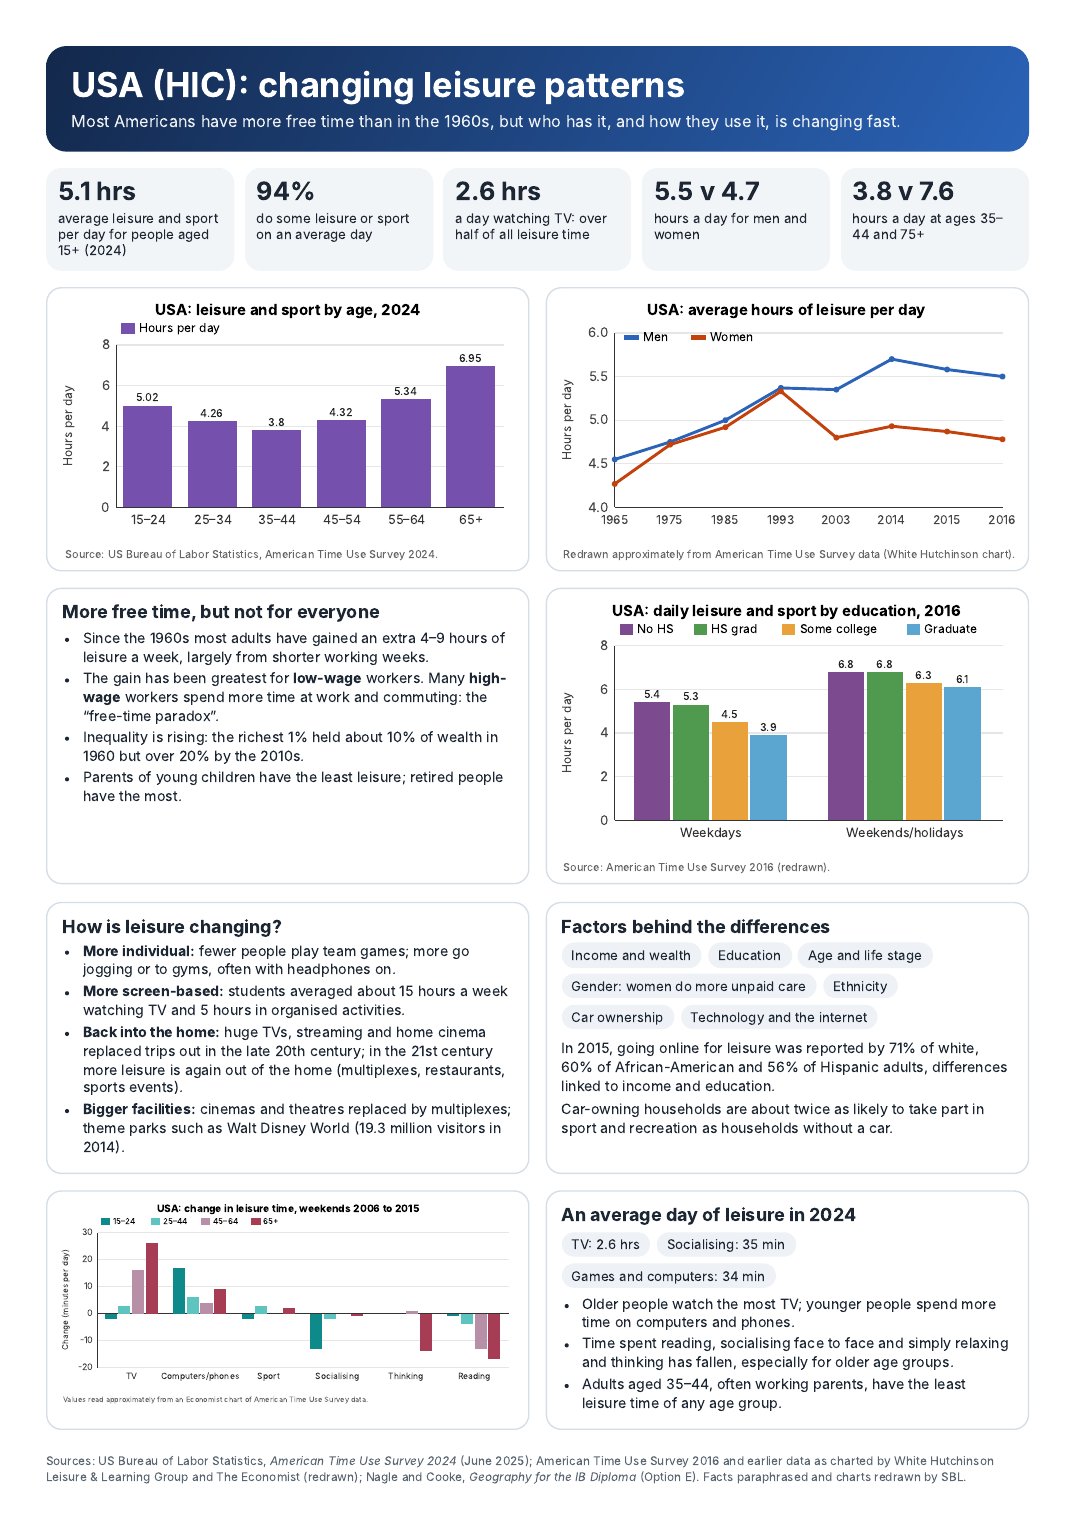 USA (HIC): changing leisure patterns
Most Americans have more free time than in the 1960s, but who has it, and how they use it, is changing fast.
5.1 hrs
average leisure and sport
per day for people aged
15+ (2024)
94%
do some leisure or sport
on an average day
2.6 hrs
a day watching TV: over
half of all leisure time
5.5 v 4.7
hours a day for men and
women
3.8 v 7.6
hours a day at ages 35–
44 and 75+
USA: leisure and sport by age, 2024
Hours per day
Hours per day
8
6
4
2
0
5.02
4.26
3.8
4.32
5.34
6.95
15–24
25–34
35–44
45–54
55–64
65+
Source: US Bureau of Labor Statistics, American Time Use Survey 2024.
USA: average hours of leisure per day
Men
Women
Hours per day
6.0
5.5
5.0
4.5
4.0
1965
1975
1985
1993
2003
2014
2015
2016
Redrawn approximately from American Time Use Survey data (White Hutchinson chart).
More free time, but not for everyone
• Since the 1960s most adults have gained an extra 4–9 hours of
leisure a week, largely from shorter working weeks.
• The gain has been greatest for low-wage workers. Many high-
wage workers spend more time at work and commuting: the
“free-time paradox”.
• Inequality is rising: the richest 1% held about 10% of wealth in
1960 but over 20% by the 2010s.
• Parents of young children have the least leisure; retired people
have the most.
USA: daily leisure and sport by education, 2016
No HS
HS grad
Some college
Graduate
Hours per day
8
6
4
2
0
5.4
5.3
4.5
3.9
6.8
6.8
6.3
6.1
Weekdays
Weekends/holidays
Source: American Time Use Survey 2016 (redrawn).
How is leisure changing?
• More individual: fewer people play team games; more go
jogging or to gyms, often with headphones on.
• More screen-based: students averaged about 15 hours a week
watching TV and 5 hours in organised activities.
• Back into the home: huge TVs, streaming and home cinema
replaced trips out in the late 20th century; in the 21st century
more leisure is again out of the home (multiplexes, restaurants,
sports events).
• Bigger facilities: cinemas and theatres replaced by multiplexes;
theme parks such as Walt Disney World (19.3 million visitors in
2014).
Factors behind the differences
Income and wealth
Education
Age and life stage
Gender: women do more unpaid care
Ethnicity
Car ownership
Technology and the internet
In 2015, going online for leisure was reported by 71% of white,
60% of African-American and 56% of Hispanic adults, differences
linked to income and education.
Car-owning households are about twice as likely to take part in
sport and recreation as households without a car.
USA: change in leisure time, weekends 2006 to 2015
15–24
25–44
45–64
65+
Change (minutes per day)
30
20
10
0
-10
-20
TV
Computers/phones
Sport
Socialising
Thinking
Reading
Values read approximately from an Economist chart of American Time Use Survey data.
An average day of leisure in 2024
TV: 2.6 hrs
Socialising: 35 min
Games and computers: 34 min
• Older people watch the most TV; younger people spend more
time on computers and phones.
• Time spent reading, socialising face to face and simply relaxing
and thinking has fallen, especially for older age groups.
• Adults aged 35–44, often working parents, have the least
leisure time of any age group.
Sources: US Bureau of Labor Statistics, American Time Use Survey 2024 (June 2025); American Time Use Survey 2016 and earlier data as charted by White Hutchinson
Leisure & Learning Group and The Economist (redrawn); Nagle and Cooke, Geography for the IB Diploma (Option E). Facts paraphrased and charts redrawn by SBL.